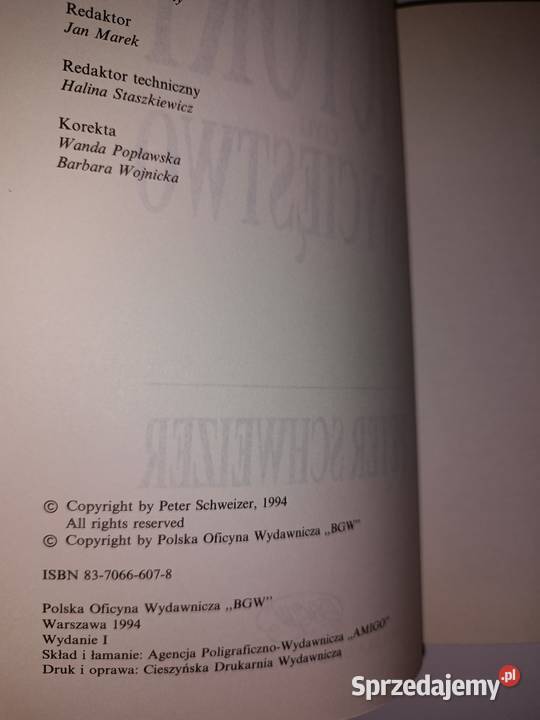 Redaktor
Jan Marek
Redaktor techniczny
Halina Staszkiewicz
Korekta
Wanda Popławska
Barbara Wojnicka
CIĘSTWO
SCHWEIZER
© Copyright by Peter Schweizer, 1994
All rights reserved
© Copyright by Polska Oficyna Wydawnicza „BGW”
ISBN 83-7066-607-8
Polska Oficyna Wydawnicza „BGW”
Warszawa 1994
Wydanie I
Skład i łamanie: Agencja Poligraficzno-Wydawnicza „AMIGO”
Druk i oprawa: Cieszyńska Drukarnia Wydawnicza
Sprzedajemy.pl